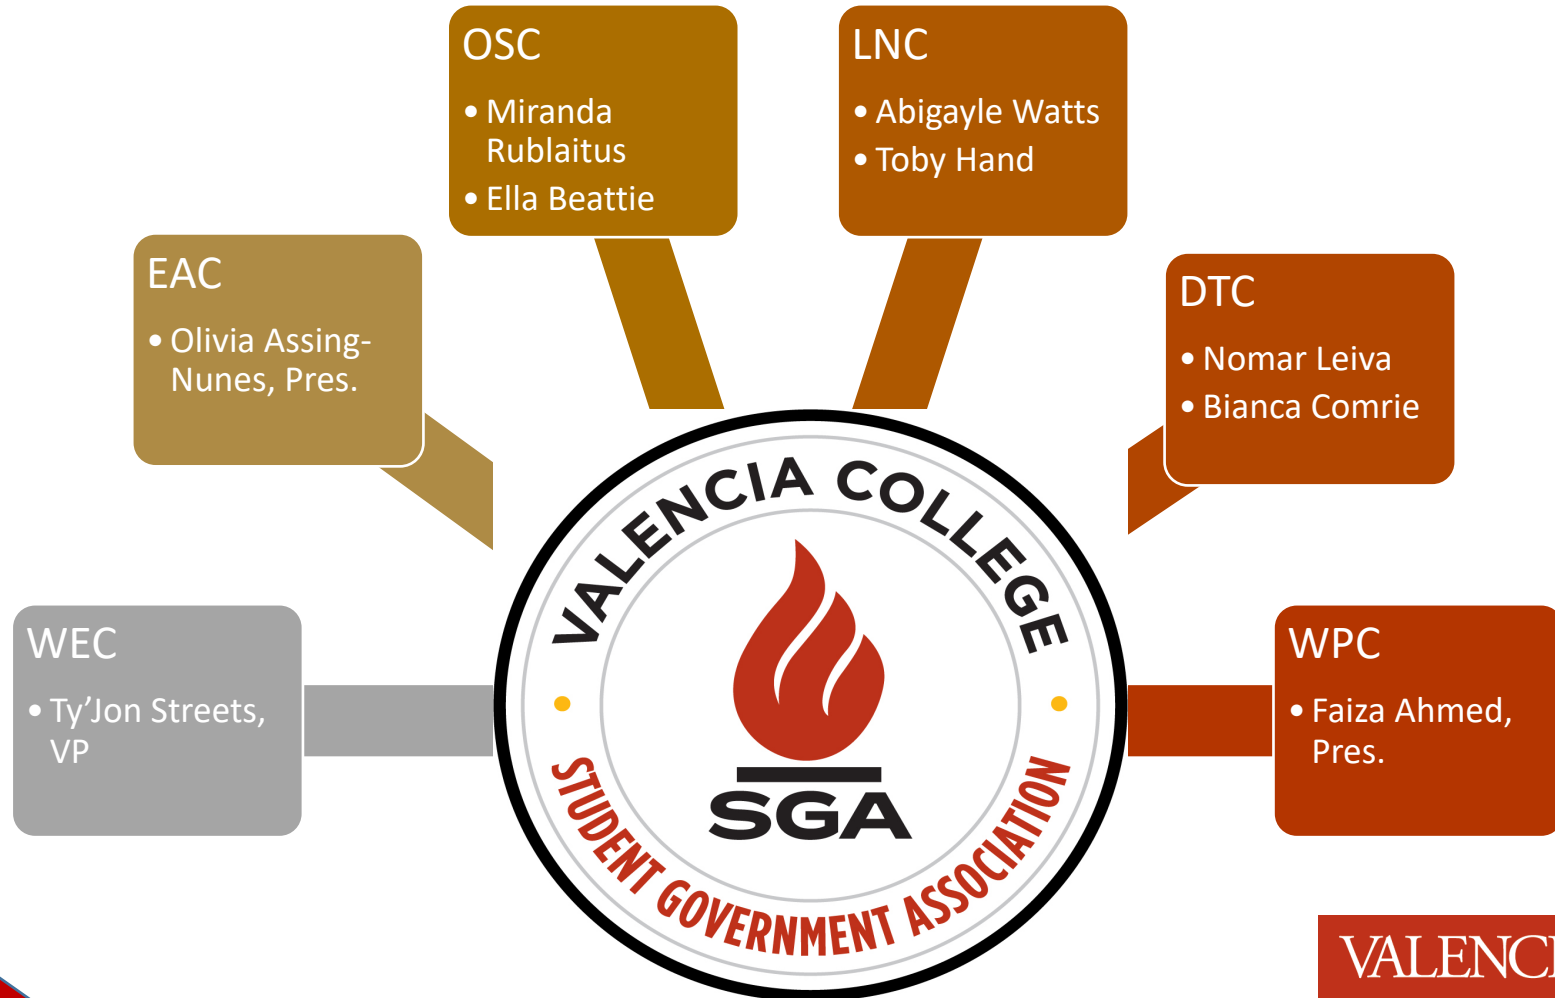 OSC
• Miranda
Rublaitus
• Ella Beattie
LNC
• Abigayle Watts
• Toby Hand
EAC
• Olivia Assing-
Nunes, Pres.
DTC
• Nomar Leiva
• Bianca Comrie
WEC
• Ty’Jon Streets,
VP
WPC
• Faiza Ahmed,
Pres.
VALENCIA COLLEGE
SGA
STUDENT GOVERNMENT ASSOCIATION
VALENCI